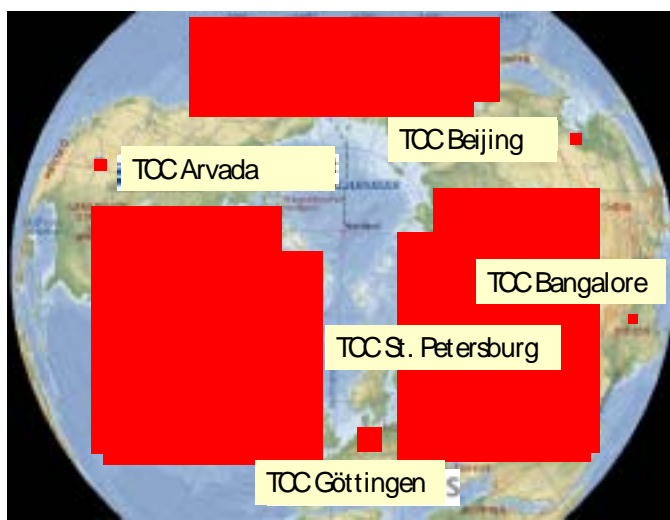 TCC Beijing
TCC Arvada
TCC Bangalore
TCC St. Petersburg
TCC Göttingen
S